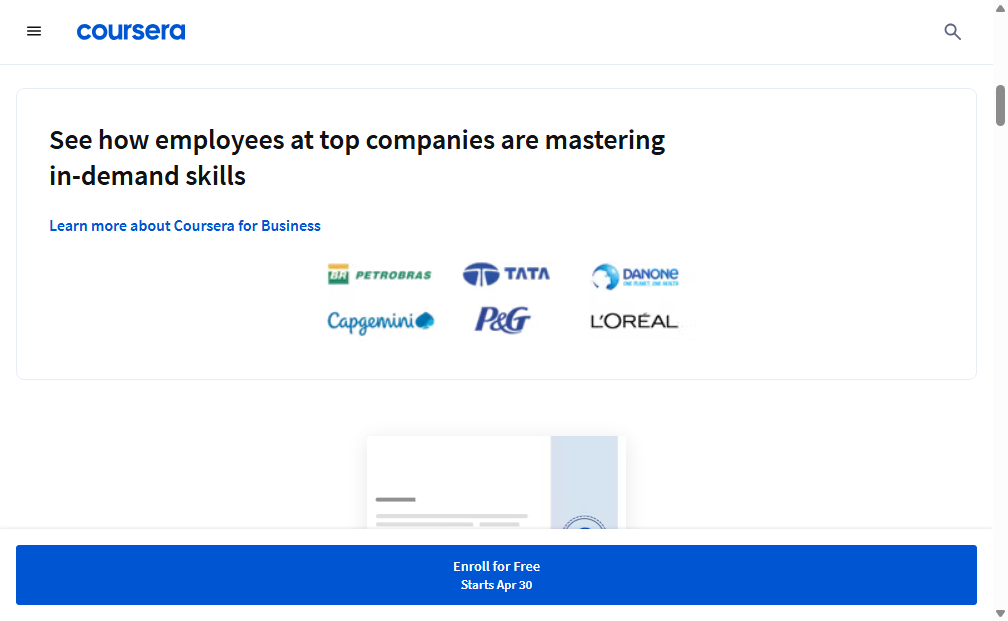 coursera
See how employees at top companies are mastering
in-demand skills
Learn more about Coursera for Business
BR PETROBRAS
TATA
DANONE
ONE PLANET. ONE HEALTH
Capgemini
P&G
L'ORÉAL
Enroll for Free
Starts Apr 30